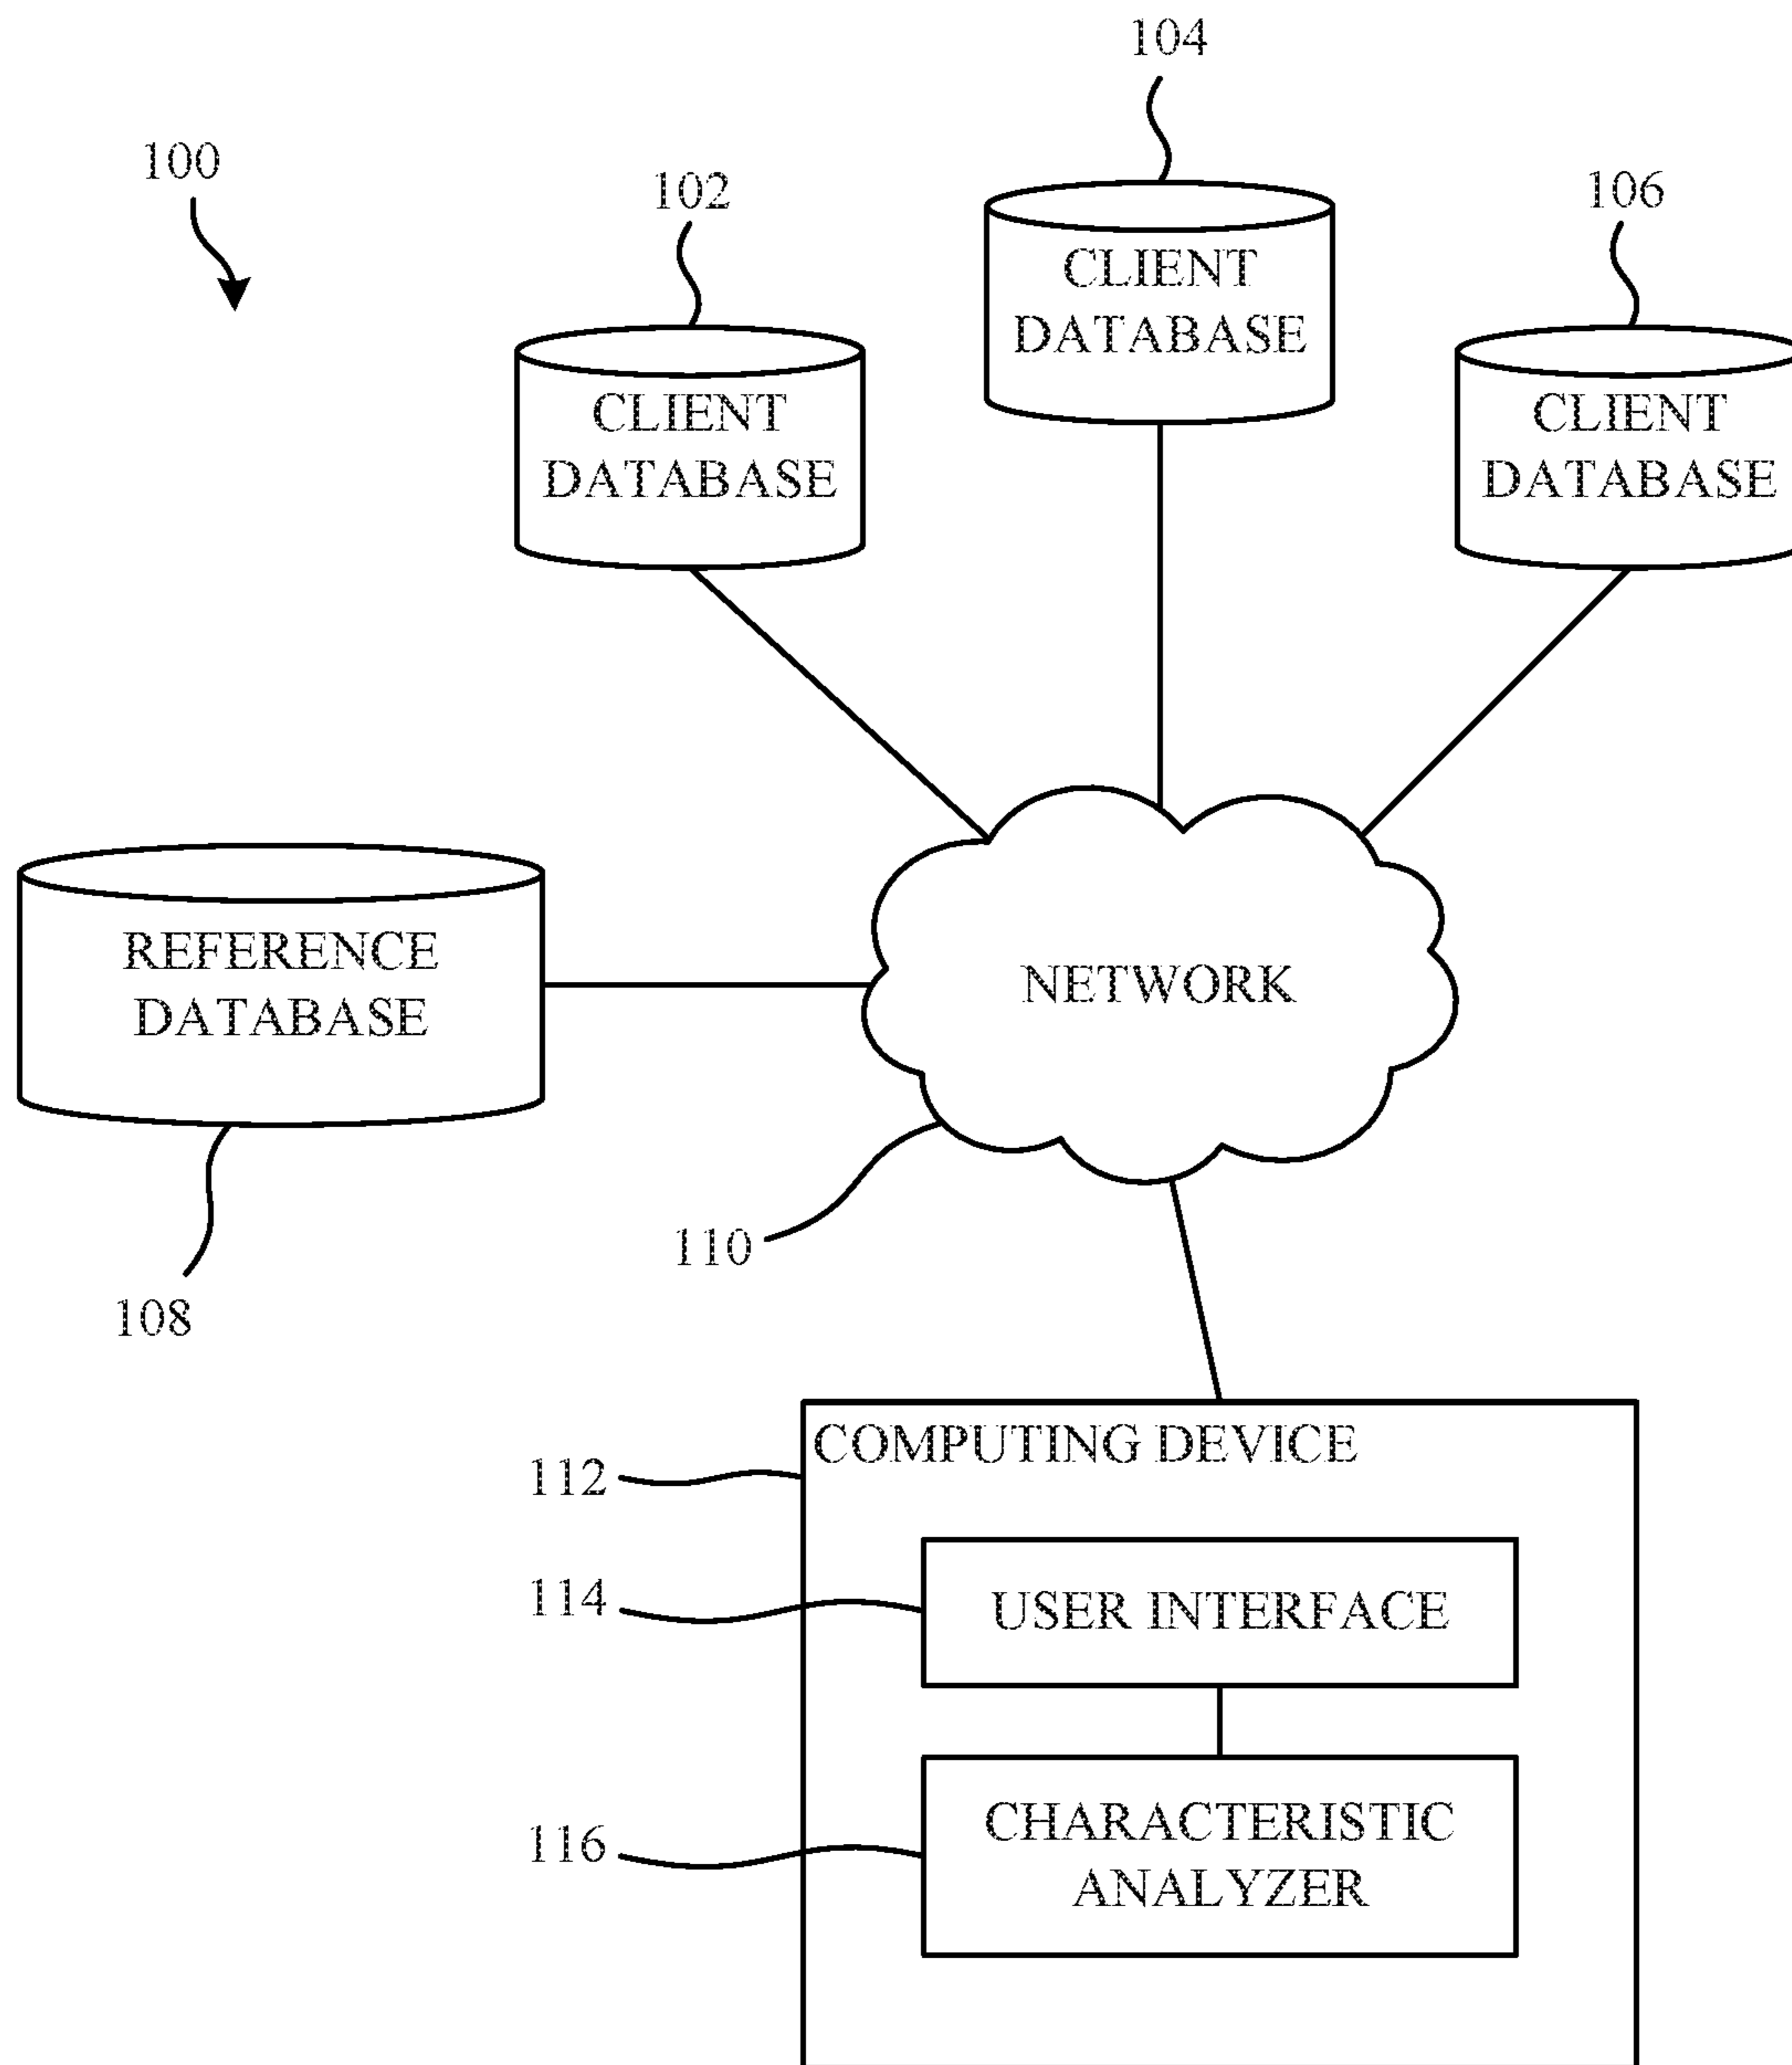 104
100
102
106
CLIENT
DATABASE
CLIENT
DATABASE
CLIENT
DATABASE
REFERENCE
DATABASE
NETWORK
110
108
COMPUTING DEVICE
112
114
USER INTERFACE
116
CHARACTERISTIC
ANALYZER